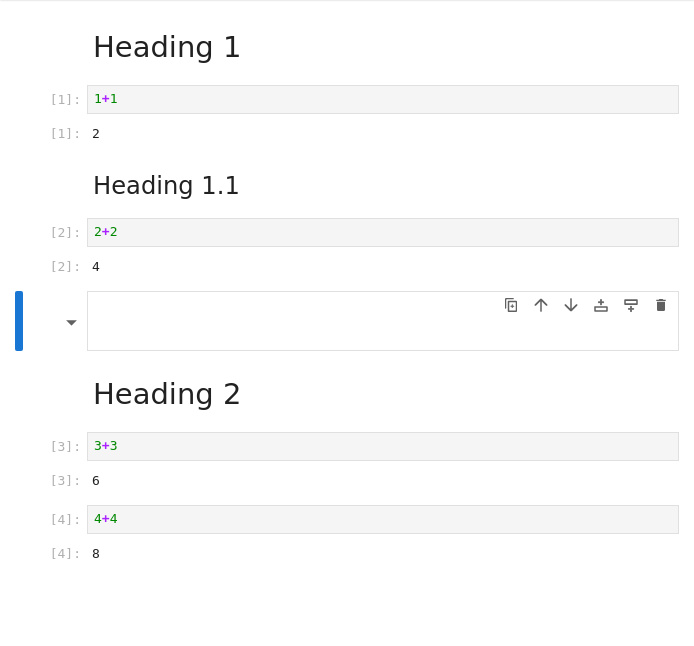 Heading 1
[1]: 1+1
[1]: 2
Heading 1.1
[2]: 2+2
[2]: 4
Heading 2
[3]: 3+3
[3]: 6
[4]: 4+4
[4]: 8